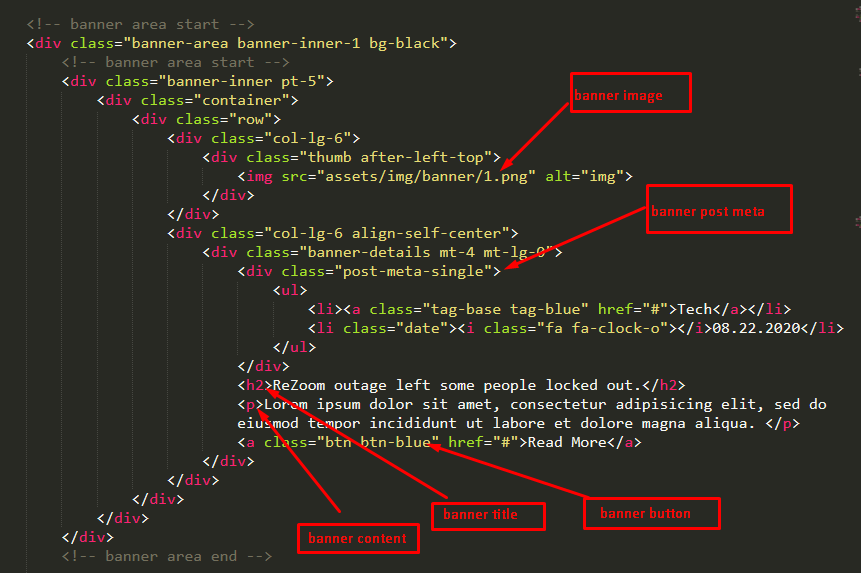 <!-- banner area start -->
<div class="banner-area banner-inner-1 bg-black">
<!-- banner area start -->
<div class="banner-inner pt-5">
<div class="container">
banner image
<div class="row">
<div class="col-lg-6">
<div class="thumb after-left-top">
<img src="assets/img/banner/1.png" alt="img">
</div>
banner post meta
</div>
<div class="col-lg-6 align-self-center">
<div class="banner-details mt-4 mt-lg-0">
<div class="post-meta-single">
<ul>
<li><a class="tag-base tag-blue" href="#">Tech</a></li>
<li class="date"><i class="fa fa-clock-o"></i>08.22.2020</li>
</ul>
</div>
<h2>ReZoom outage left some people locked out.</h2>
<p>Lorom ipsum dolor sit amet, consectetur adipisicing elit, sed do
eiusmod tempor incididunt ut labore et dolore magna aliqua. </p>
<a class="btn btn-blue" href="#">Read More</a>
</div>
</div>
</div>
banner title
banner button
</div>
banner content
</div>
<!-- banner area end -->